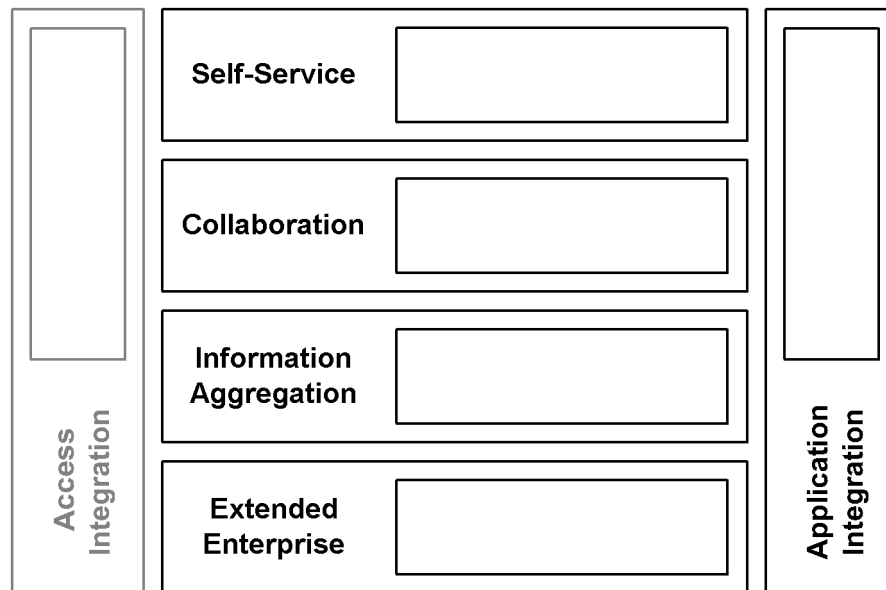 Self-Service
Collaboration
Information
Aggregation
Extended
Enterprise
Access
Integration
Application
Integration